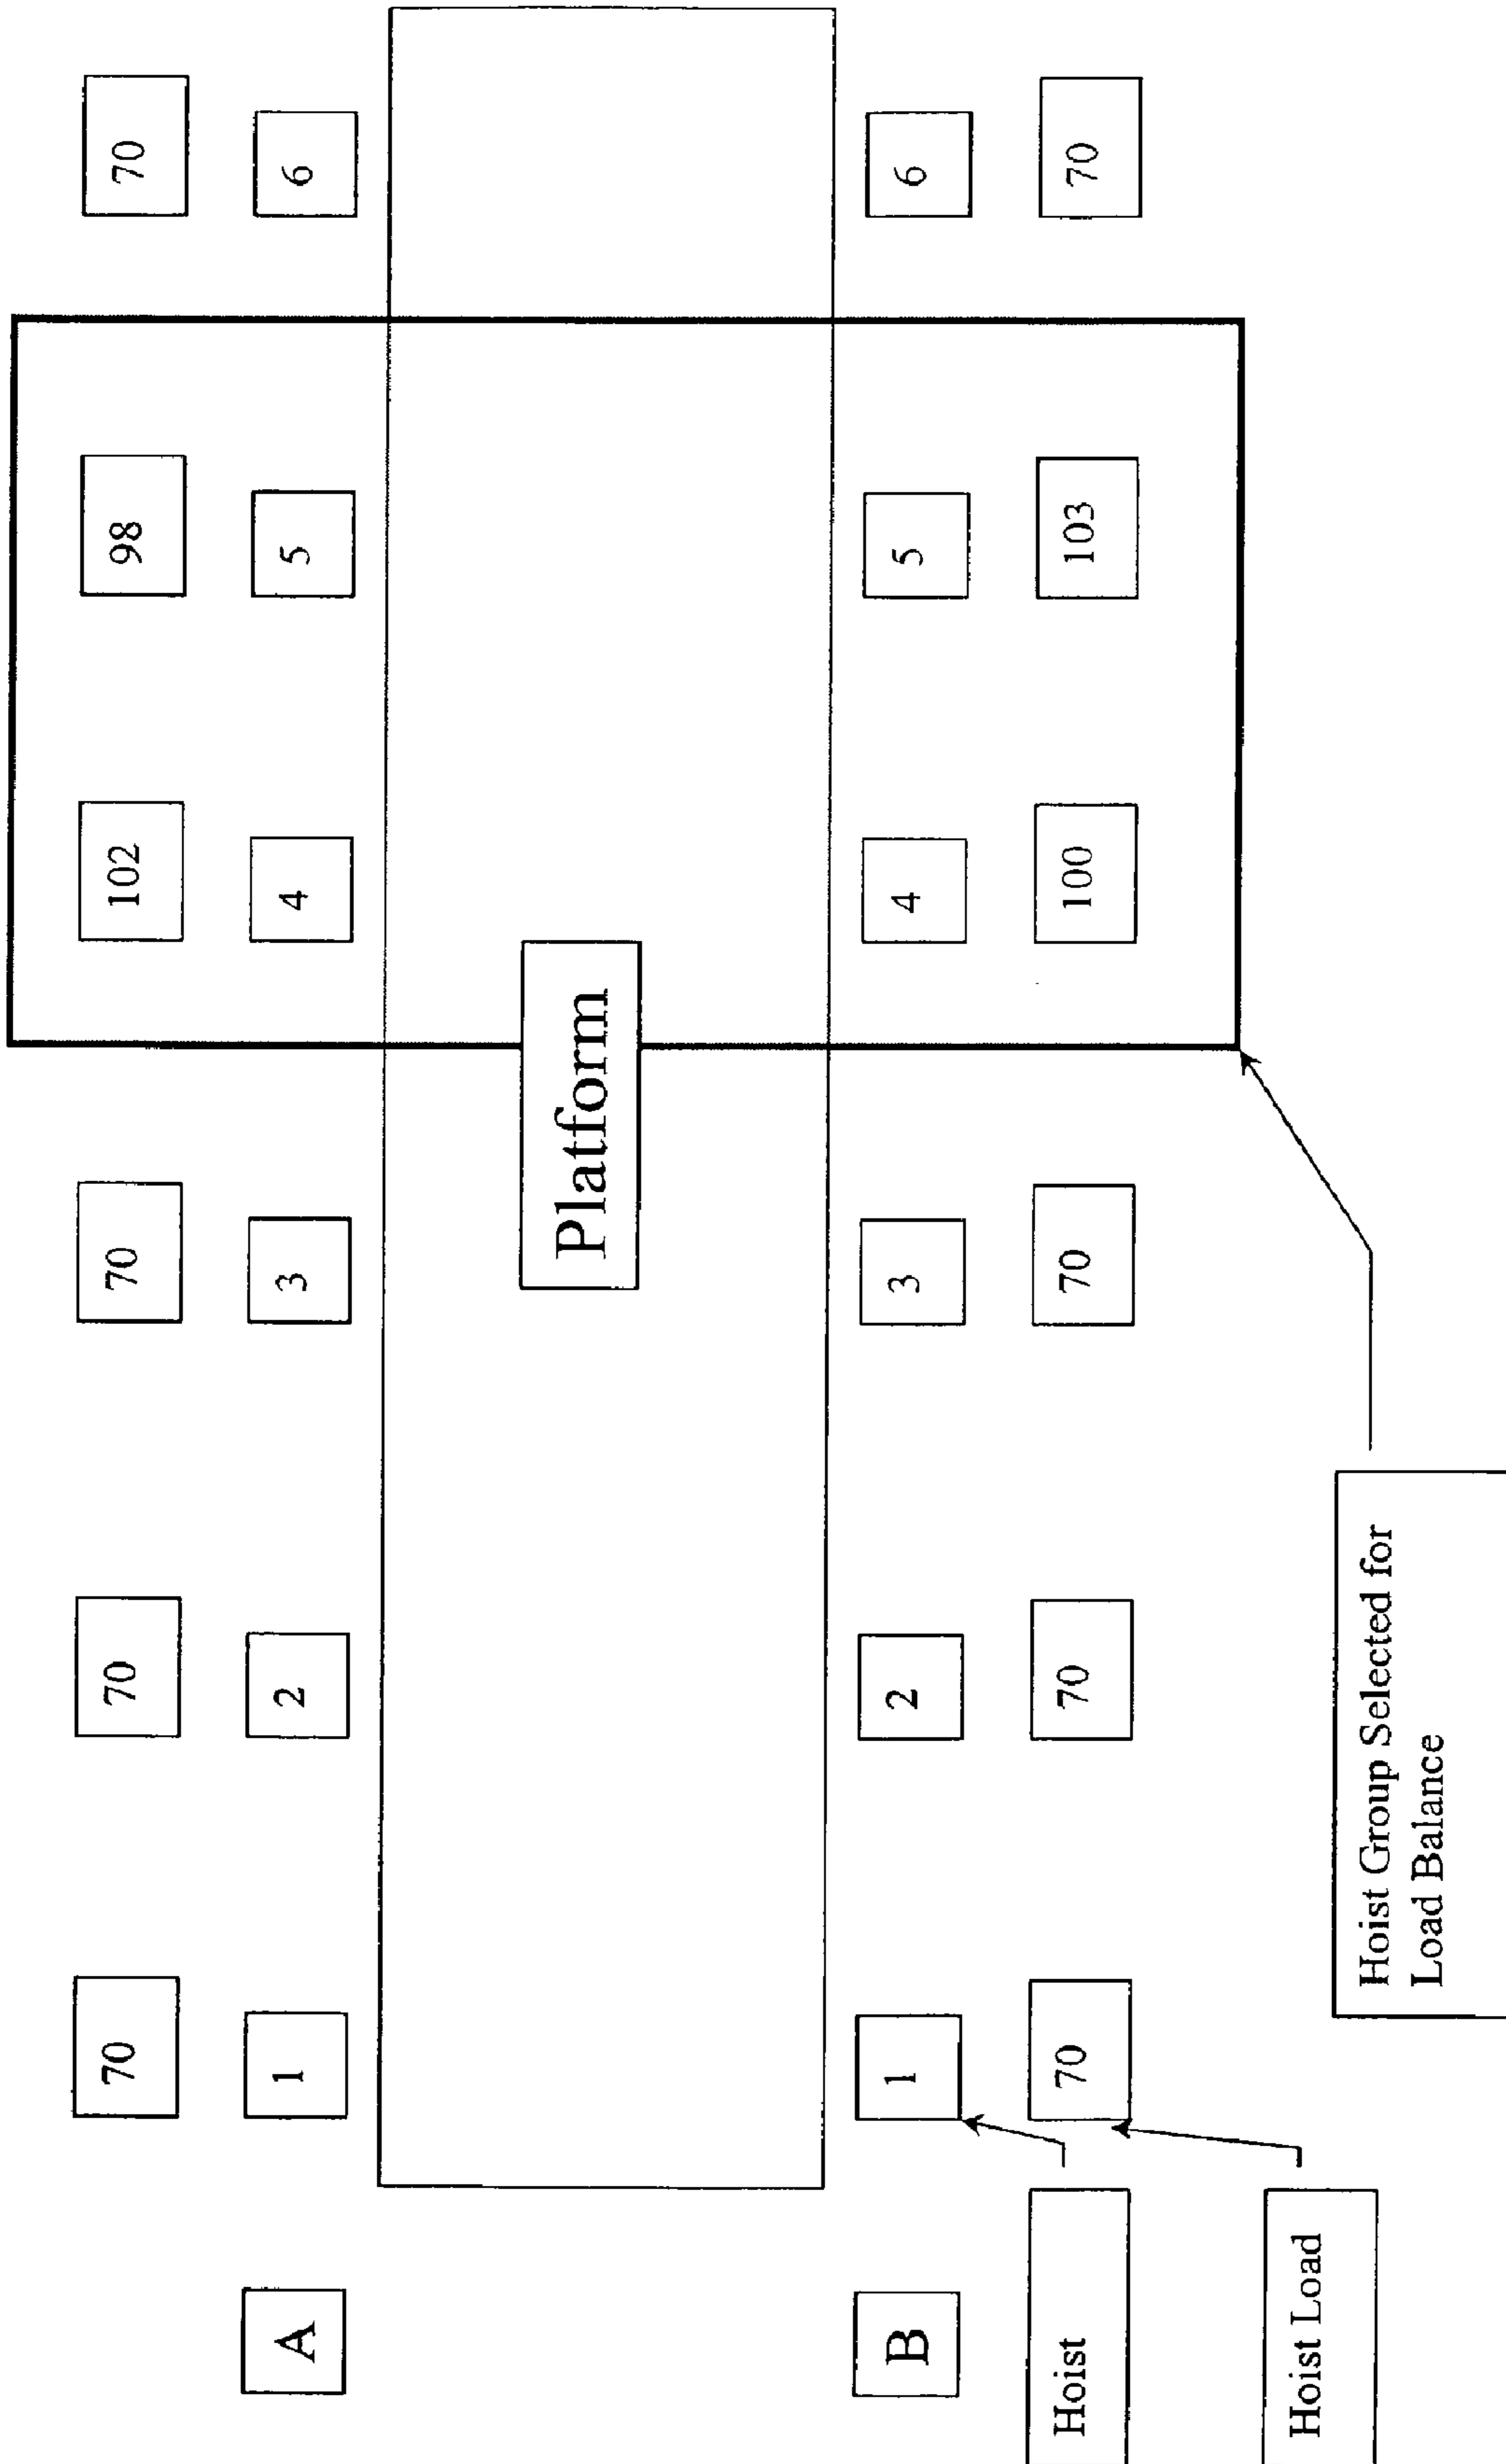 70 70 70 102 98 70
A 1 2 3 4 5 6
Platform
B 1 2 3 4 5 6
Hoist 70 70 70 100 103 70
Hoist Load
Hoist Group Selected for
Load Balance